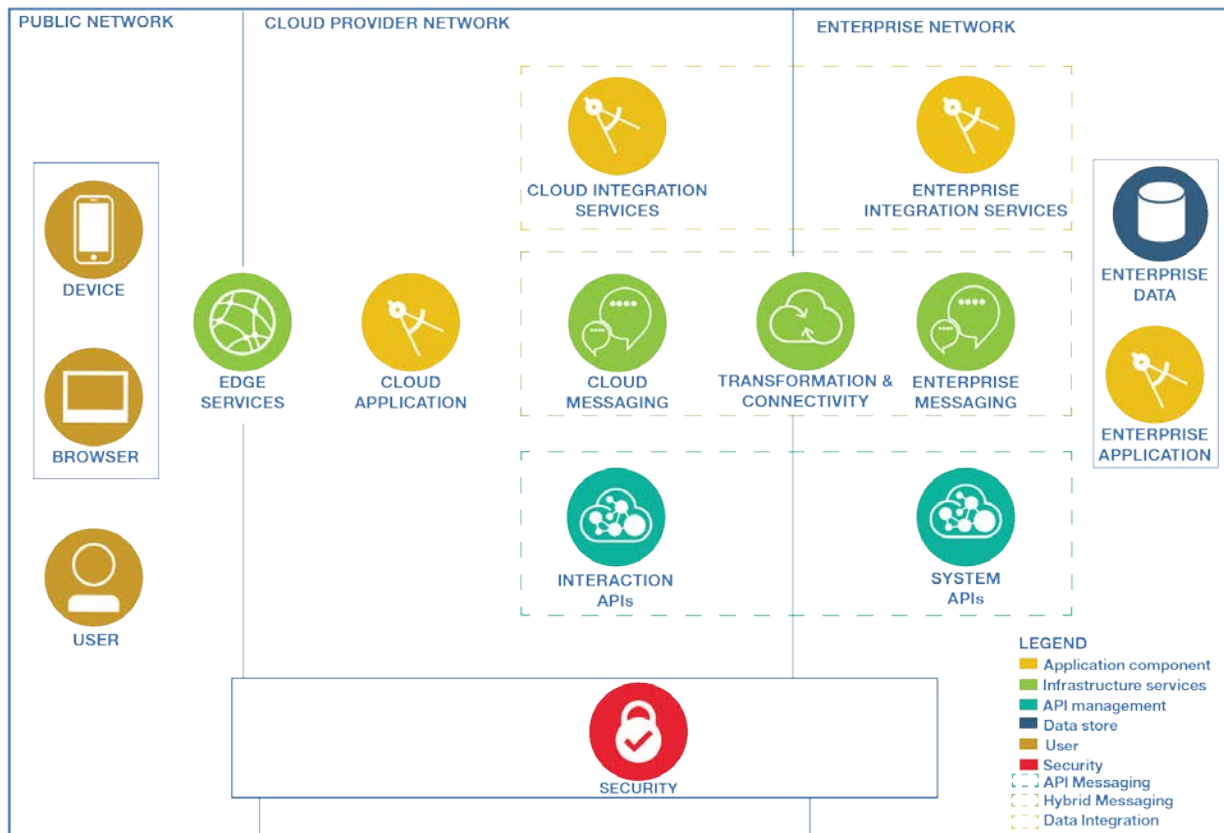 PUBLIC NETWORK
CLOUD PROVIDER NETWORK
ENTERPRISE NETWORK
CLOUD INTEGRATION
SERVICES
ENTERPRISE
INTEGRATION SERVICES
DEVICE
BROWSER
USER
EDGE
SERVICES
CLOUD
APPLICATION
CLOUD
MESSAGING
TRANSFORMATION &
CONNECTIVITY
ENTERPRISE
MESSAGING
ENTERPRISE
DATA
ENTERPRISE
APPLICATION
INTERACTION
APIs
SYSTEM
APIs
SECURITY
LEGEND
Application component
Infrastructure services
API management
Data store
User
Security
API Messaging
Hybrid Messaging
Data Integration